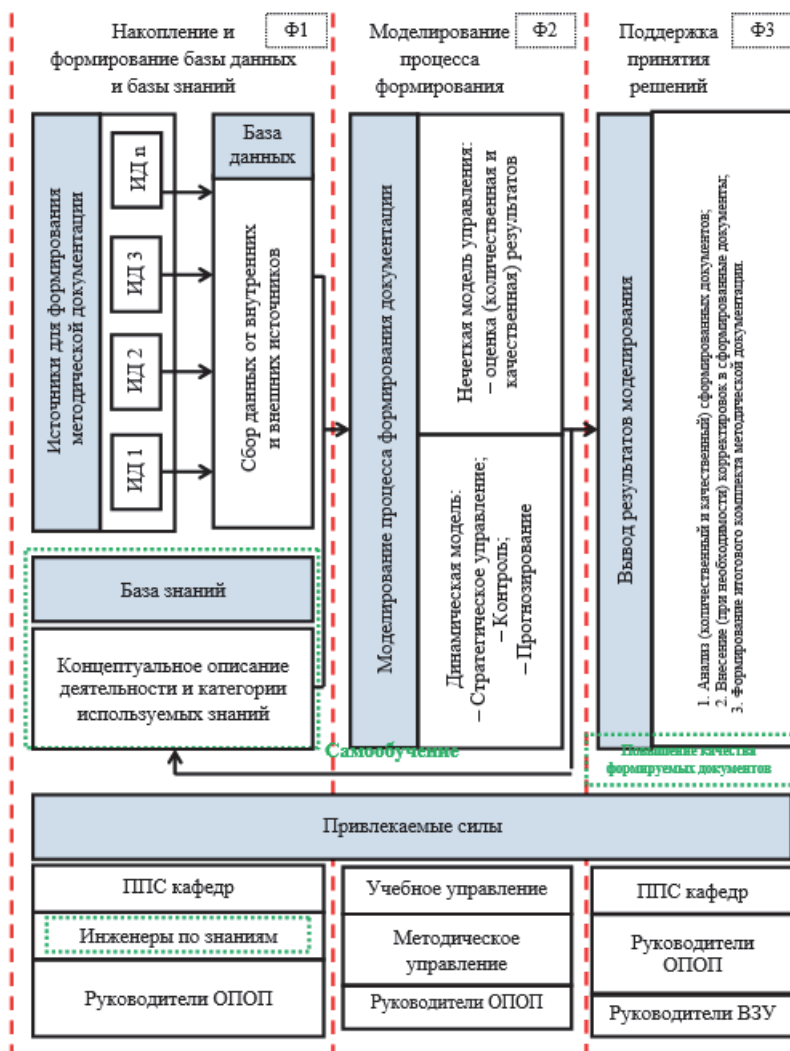 Накопление и
формирование базы данных
и базы знаний
Ф1
Моделирование
процесса
формирования
Ф2
Поддержка
принятия
решений
Ф3
Источники для формирования
методической документации
ИД n
ИД 3
ИД 2
ИД 1
База
данных
Сбор данных от внутренних
и внешних источников
База знаний
Концептуальное описание
деятельности и категории
используемых знаний
Моделирование процесса формирования документации
Нечеткая модель управления:
– оценка (количественная и
качественная) результатов
Динамическая модель:
– Стратегическое управление;
– Контроль;
– Прогнозирование
Вывод результатов моделирования
1. Анализ (количественный и качественный) сформированных документов;
2. Внесение (при необходимости) корректировок в сформированные документы;
3. Формирование итогового комплекта методической документации.
Самообучение
Повышение качества
формируемых документов
Привлекаемые силы
ППС кафедр
Инженеры по знаниям
Руководители ОПОП
Учебное управление
Методическое
управление
Руководители ОПОП
ППС кафедр
Руководители
ОПОП
Руководители ВЗУ